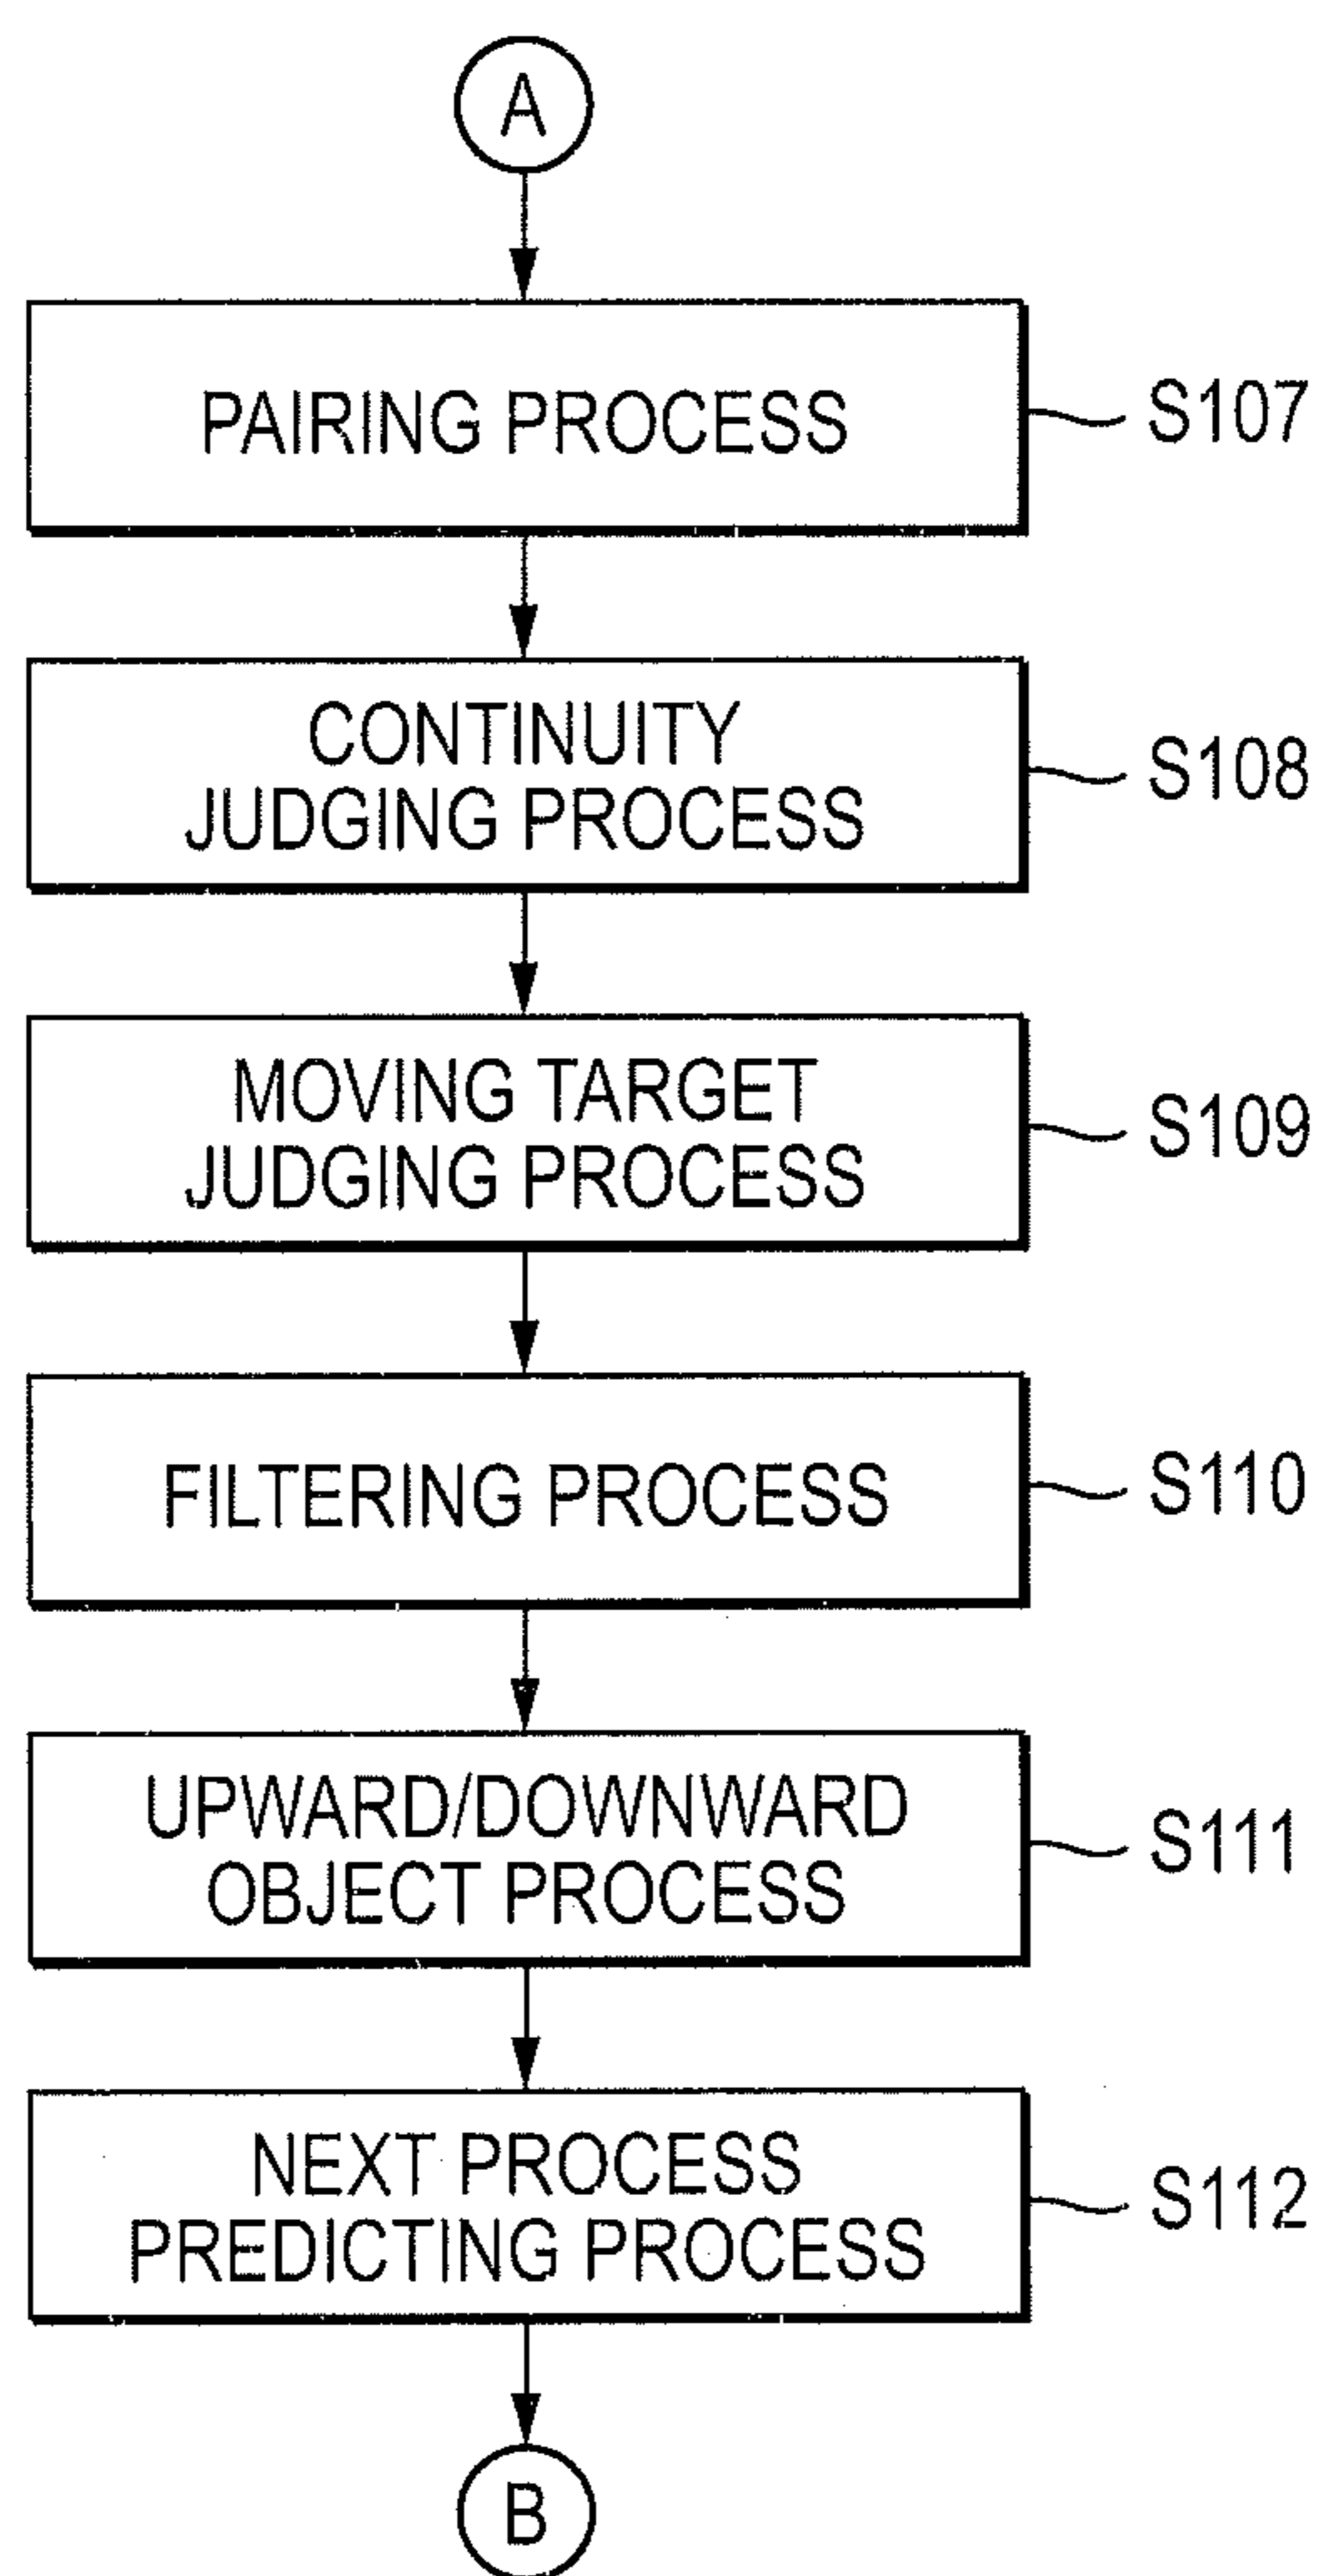 A
PAIRING PROCESS
S107
CONTINUITY
JUDGING PROCESS
S108
MOVING TARGET
JUDGING PROCESS
S109
FILTERING PROCESS
S110
UPWARD/DOWNWARD
OBJECT PROCESS
S111
NEXT PROCESS
PREDICTING PROCESS
S112
B